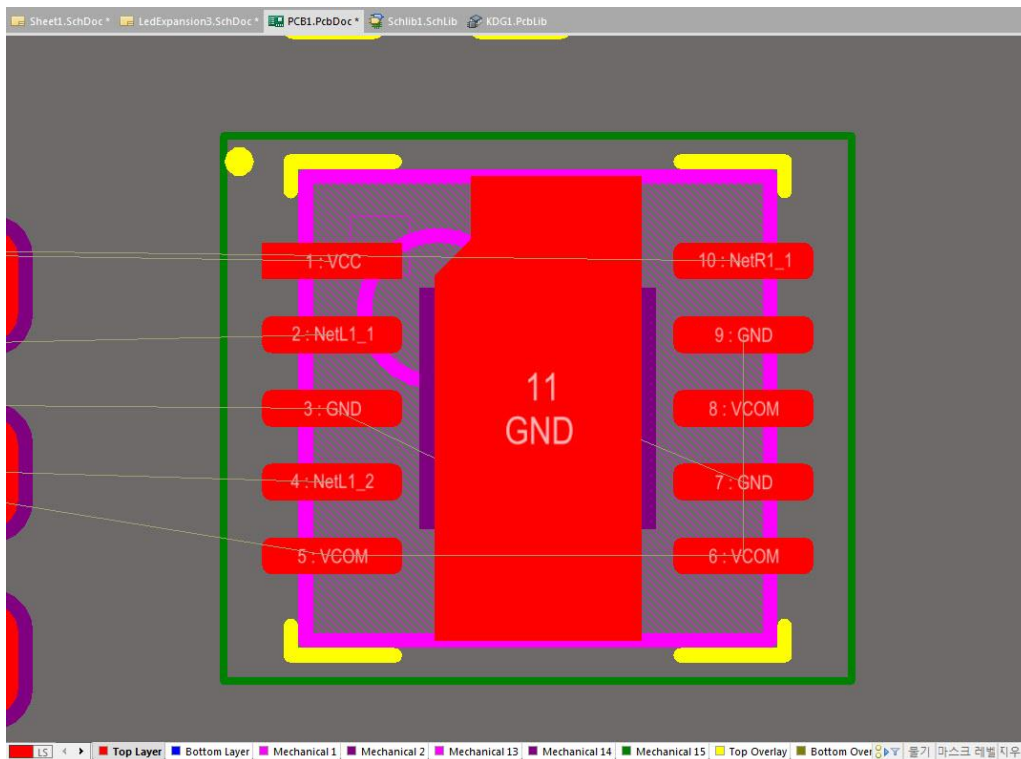 Sheet1.SchDoc * LedExpansion3.SchDoc * PCB1.PcbDoc * Schlib1.SchLib KDG1.PcbLib
1 : VCC
10 : NetR1_1
2 : NetL1_1
9 : GND
11
GND
3 : GND
8 : VCOM
4 : NetL1_2
7 : GND
5 : VCOM
6 : VCOM
LS Top Layer Bottom Layer Mechanical 1 Mechanical 2 Mechanical 13 Mechanical 14 Mechanical 15 Top Overlay Bottom Over 물기 마스크 레벨 지우